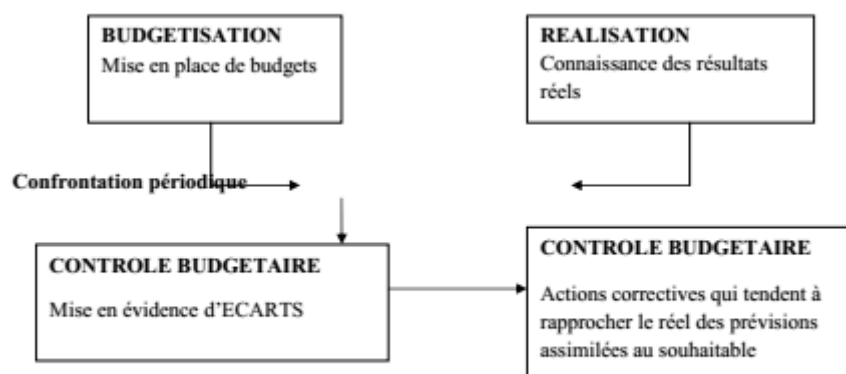 BUDGETISATION
Mise en place de budgets
REALISATION
Connaissance des résultats
réels
Confrontation périodique
CONTROLE BUDGETAIRE
Mise en évidence d’ECARTS
CONTROLE BUDGETAIRE
Actions correctives qui tendent à
rapprocher le réel des prévisions
assimilées au souhaitable